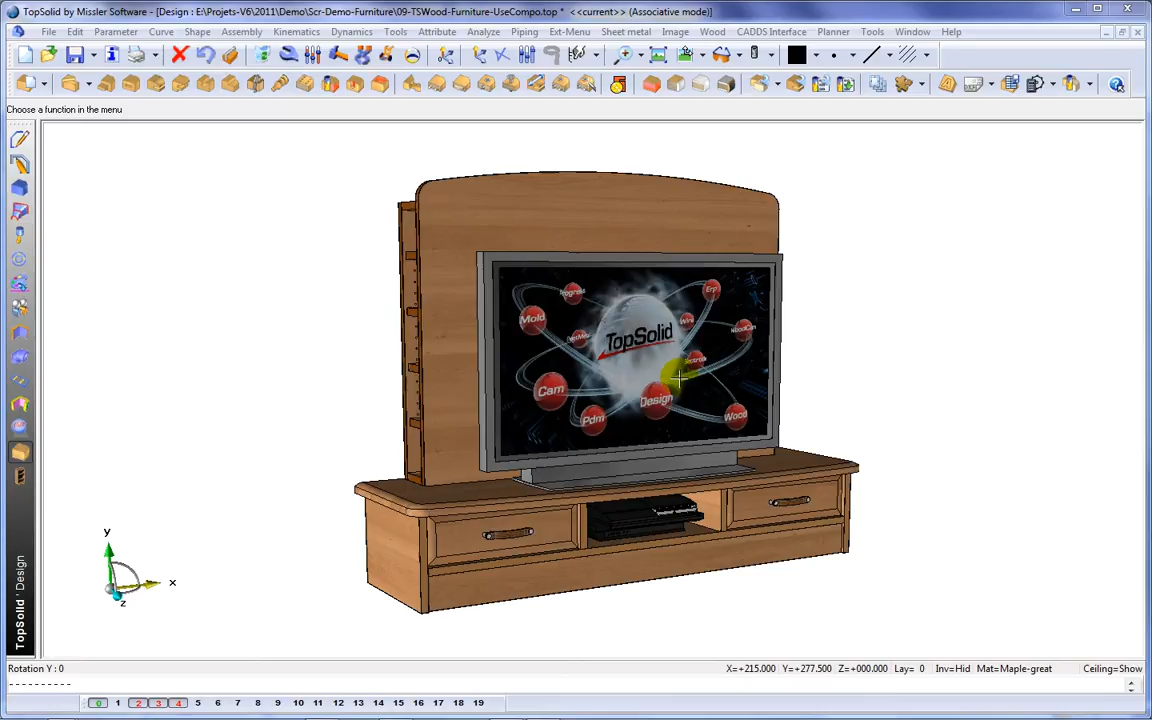 TopSolid by Missler Software - [Design : E:\Projets-V6\2011\Demo\Scr-Demo-Furniture\09-TSWood-Furniture-UseCompo.top *  <<current>> (Associative mode)]
File Edit Parameter Curve Shape Assembly Kinematics Dynamics Tools Attribute Analyze Piping Ext-Menu Sheet metal Image Wood CADDS Interface Planner Tools Window Help
Choose a function in the menu
Progress
Erp
Mold
Wire
WoodCam
TopSolid
Cam
Design
Pdm
Wood
y
x
z
TopSolid ' Design
Rotation Y : 0
X=+215.000 Y=+277.500 Z=+000.000 Lay= 0 Inv=Hid Mat=Maple-great Ceiling=Show
----------
0 1 2 3 4 5 6 7 8 9 10 11 12 13 14 15 16 17 18 19